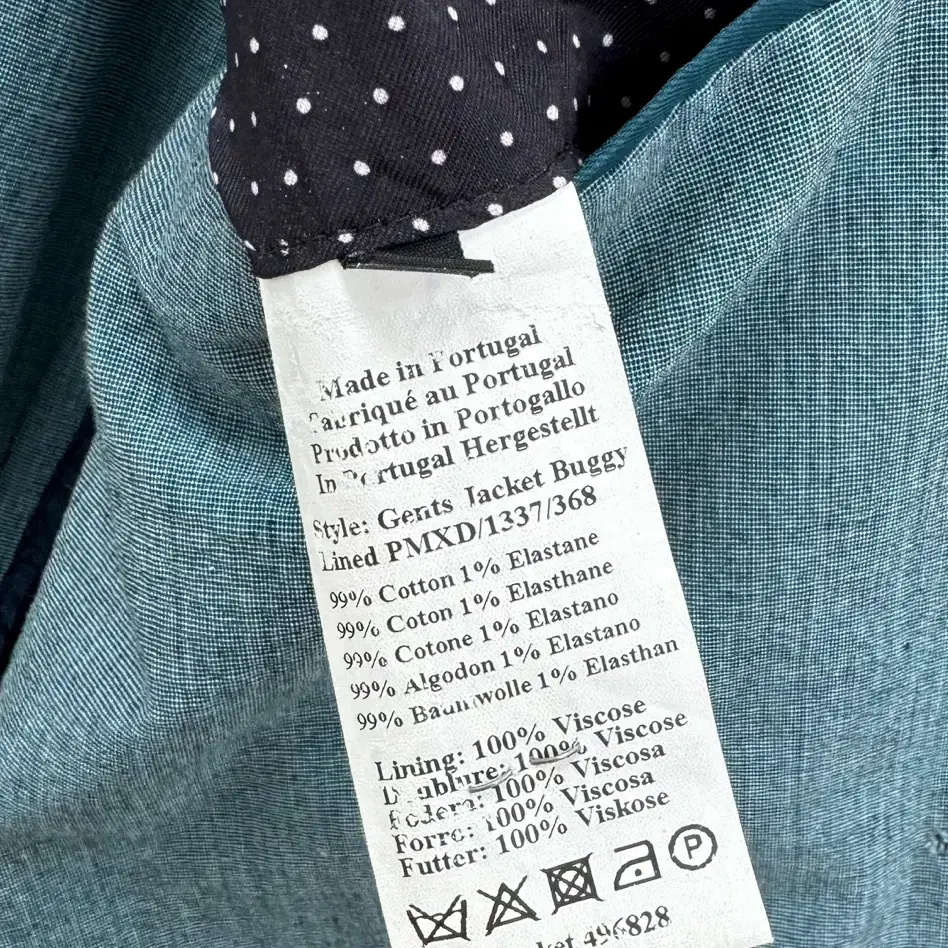 Made in Portugal
Fabriqué au Portugal
Prodotto in Portogallo
In Portugal Hergestellt
Style: Gents Jacket Buggy
Lined PMXD/1337/368
99% Cotton 1% Elastane
99% Coton 1% Elasthane
99% Cotone 1% Elastano
99% Algodon 1% Elastano
99% Baumwolle 1% Elasthan
Lining: 100% Viscose
Doublure: 100% Viscose
Fodera: 100% Viscosa
Forro: 100% Viscosa
Futter: 100% Viskose
P
496828